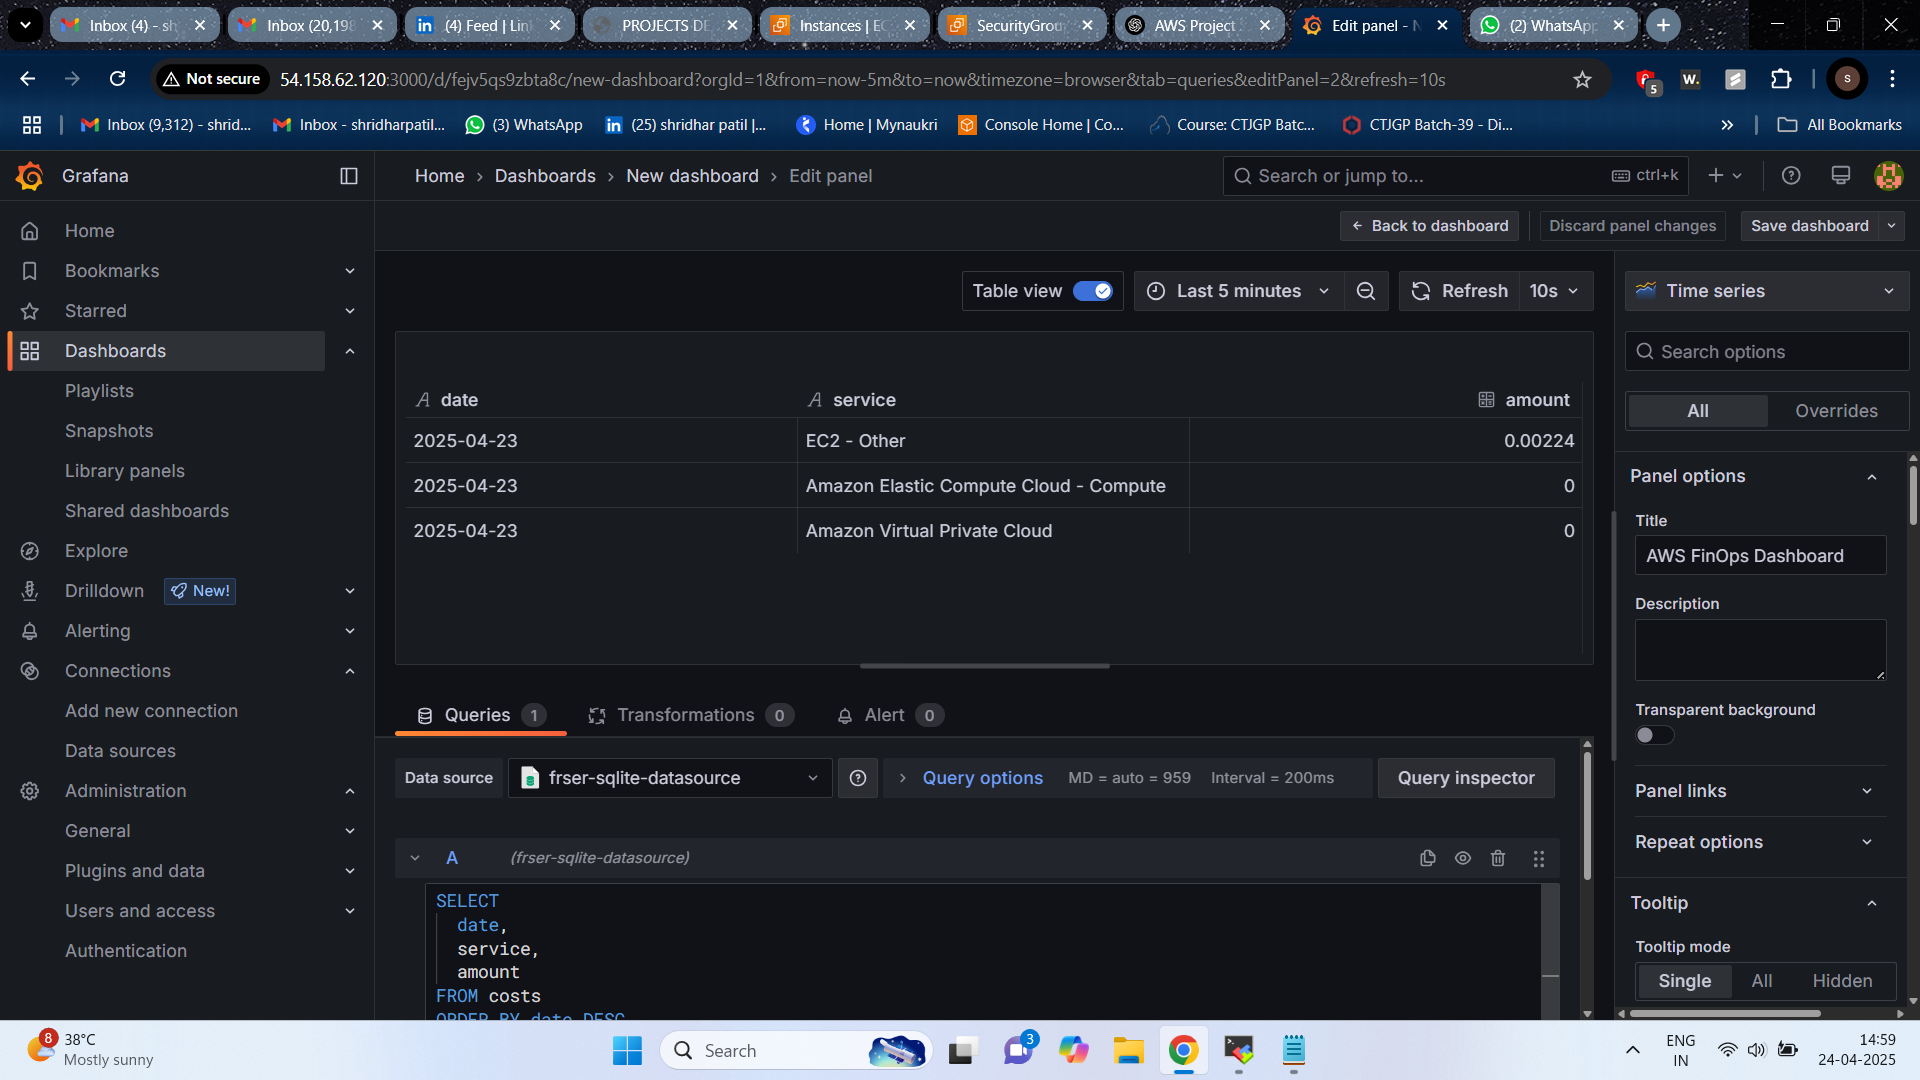 Inbox (4) - sh
Inbox (20,198
(4) Feed | Lin
PROJECTS DE
Instances | EC
SecurityGrou
AWS Project
Edit panel - N
(2) WhatsApp
Not secure
54.158.62.120:3000/d/fejv5qs9zbta8c/new-dashboard?orgId=1&from=now-5m&to=now&timezone=browser&tab=queries&editPanel=2&refresh=10s
5
W.
S
Inbox (9,312) - shrid...
Inbox - shridharpatil...
(3) WhatsApp
(25) shridhar patil |...
Home | Mynaukri
Console Home | Co...
Course: CTJGP Batc...
CTJGP Batch-39 - Di...
All Bookmarks
Grafana
Home › Dashboards › New dashboard › Edit panel
Search or jump to...
ctrl+k
Back to dashboard
Discard panel changes
Save dashboard
Home
Bookmarks
Starred
Dashboards
Playlists
Snapshots
Library panels
Shared dashboards
Explore
Drilldown New!
Alerting
Connections
Add new connection
Data sources
Administration
General
Plugins and data
Users and access
Authentication
Table view
Last 5 minutes
Refresh
10s
date service amount
2025-04-23 EC2 - Other 0.00224
2025-04-23 Amazon Elastic Compute Cloud - Compute 0
2025-04-23 Amazon Virtual Private Cloud 0
Queries 1
Transformations 0
Alert 0
Data source
frser-sqlite-datasource
Query options
MD = auto = 959
Interval = 200ms
Query inspector
A (frser-sqlite-datasource)
SELECT
date,
service,
amount
FROM costs
ORDER BY date DESC
Time series
Search options
All
Overrides
Panel options
Title
AWS FinOps Dashboard
Description
Transparent background
Panel links
Repeat options
Tooltip
Tooltip mode
Single
All
Hidden
8
38°C
Mostly sunny
Search
3
ENG
IN
14:59
24-04-2025